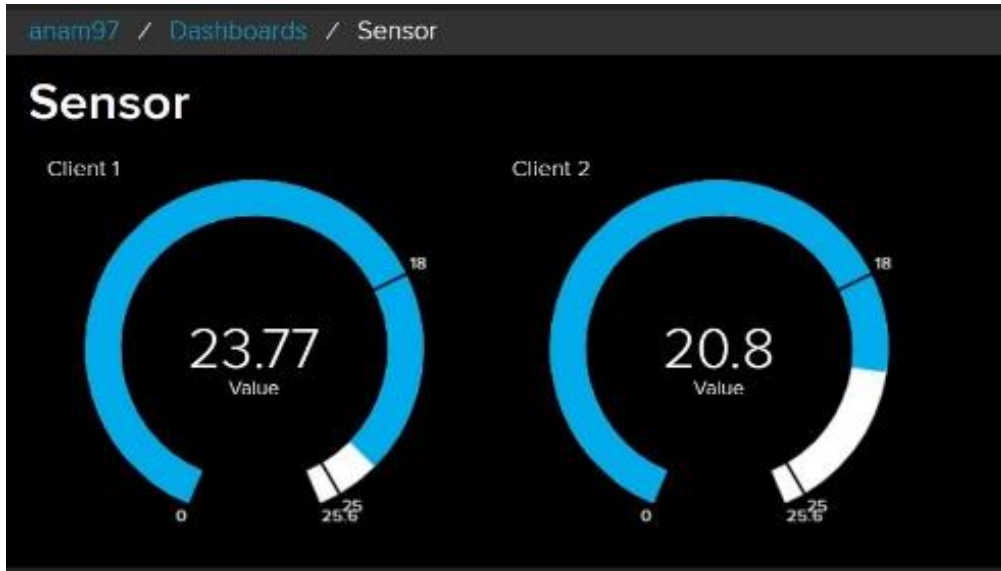 anam97 / Dashboards / Sensor
Sensor
Client 1
18
23.77
Value
0
25
25.6
Client 2
18
20.8
Value
0
25
25.6